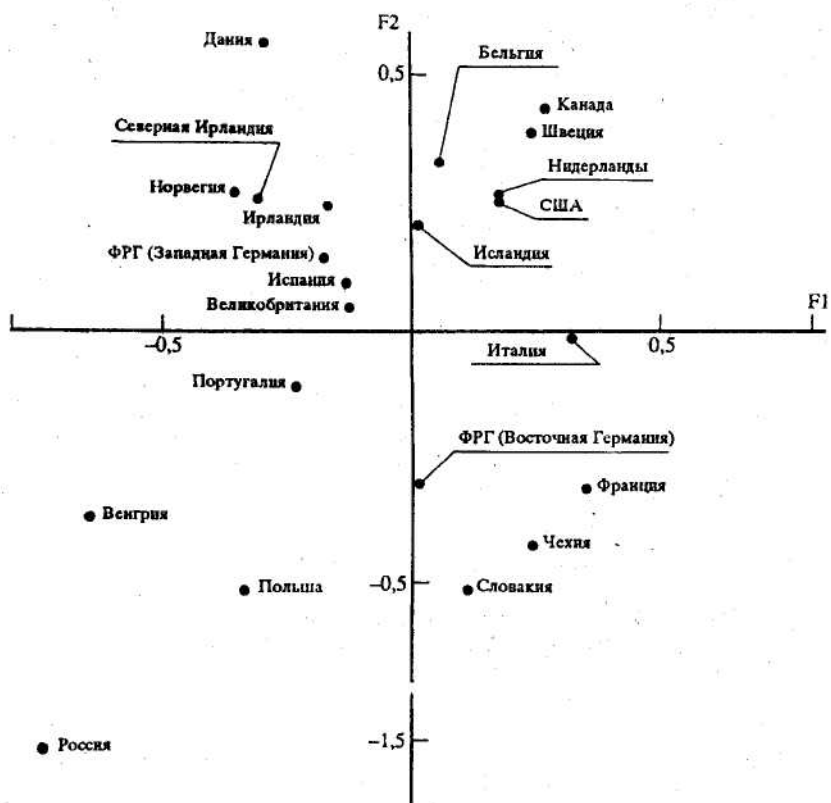 F2
Дания
Бельгия
0,5
Канада
Северная Ирландия
Швеция
Нидерланды
Норвегия
США
Ирландия
ФРГ (Западная Германия)
Исландия
Испания
Великобритания
F1
–0,5
0,5
Италия
Португалия
ФРГ (Восточная Германия)
Франция
Венгрия
Чехия
–0,5
Польша
Словакия
Россия
–1,5